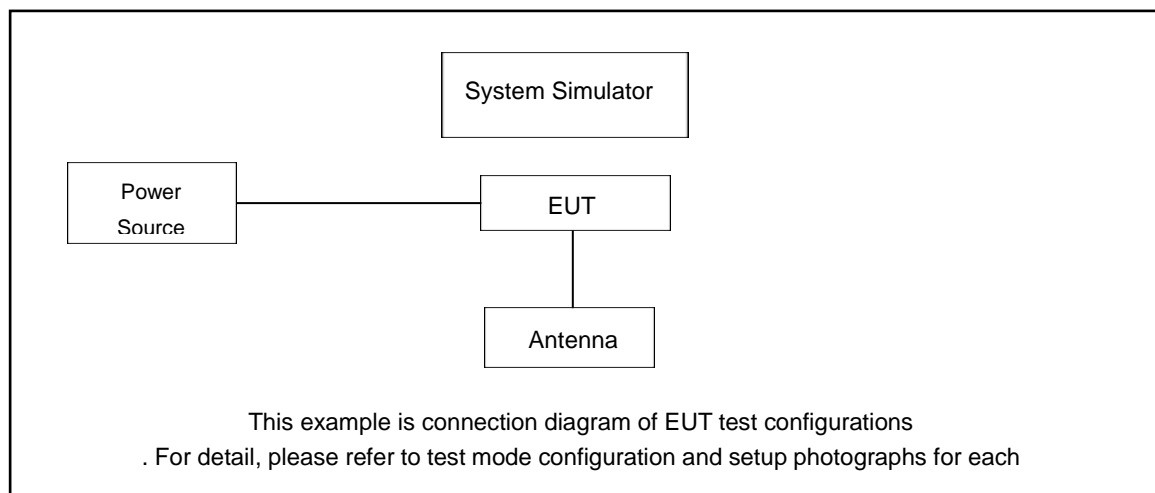 System Simulator
Power
Source
EUT
Antenna
This example is connection diagram of EUT test configurations
. For detail, please refer to test mode configuration and setup photographs for each